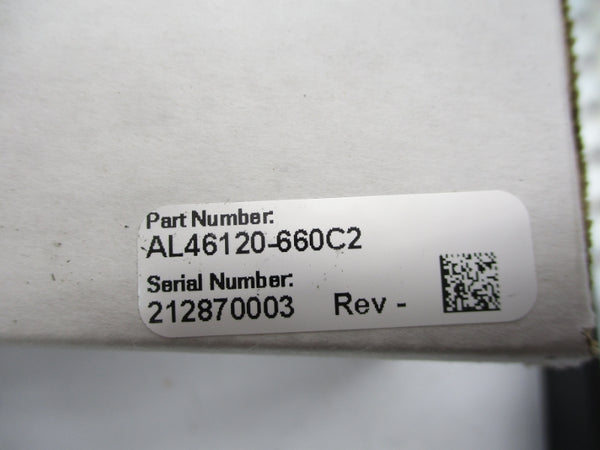 Part Number:
AL46120-660C2
Serial Number:
212870003 Rev -